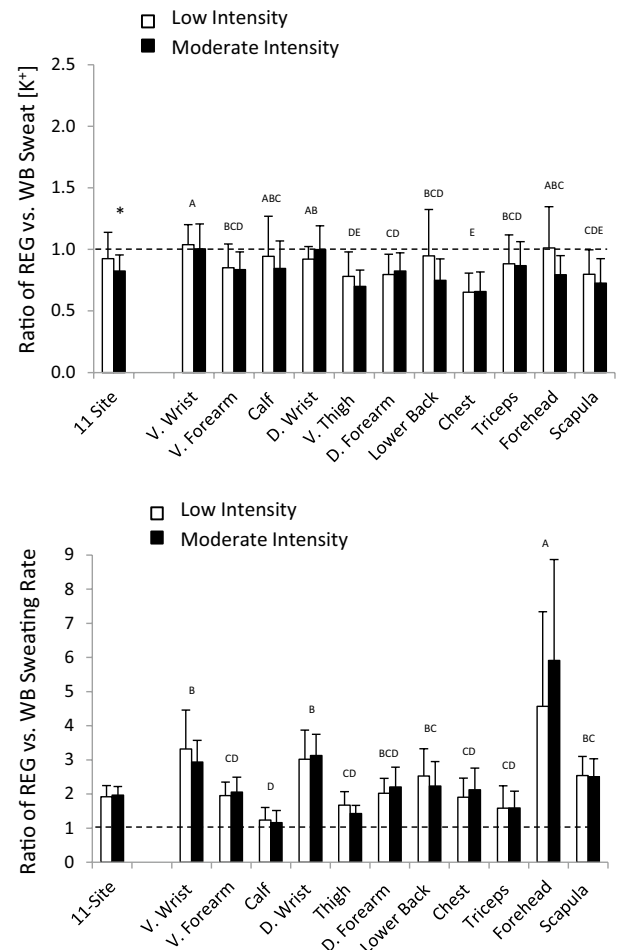 Low Intensity
Moderate Intensity
Ratio of REG vs. WB Sweat [K+]
2.5
2.0
1.5
1.0
0.5
0.0
*
A
BCD
ABC
AB
DE
CD
BCD
E
BCD
ABC
CDE
11 Site
V. Wrist
V. Forearm
Calf
D. Wrist
V. Thigh
D. Forearm
Lower Back
Chest
Triceps
Forehead
Scapula
Low Intensity
Moderate Intensity
Ratio of REG vs. WB Sweating Rate
9
8
7
6
5
4
3
2
1
0
B
CD
D
B
CD
BCD
BC
CD
CD
A
BC
11-Site
V. Wrist
V. Forearm
Calf
D. Wrist
Thigh
D. Forearm
Lower Back
Chest
Triceps
Forehead
Scapula